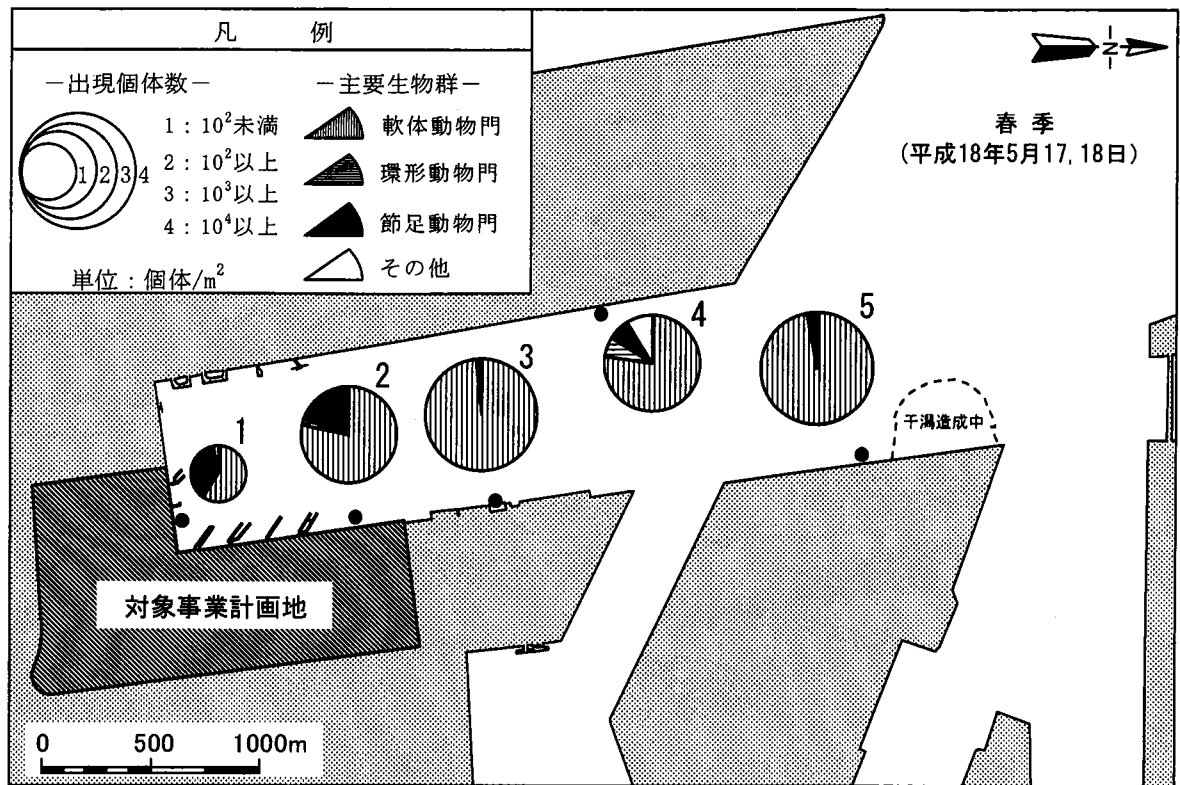 凡 例
－出現個体数－
1 2 3 4
1：10²未満
2：10²以上
3：10³以上
4：10⁴以上
単位：個体/m²
－主要生物群－
軟体動物門
環形動物門
節足動物門
その他
N
春季
(平成18年5月17,18日)
1
2
3
4
5
干潟造成中
対象事業計画地
0 500 1000m